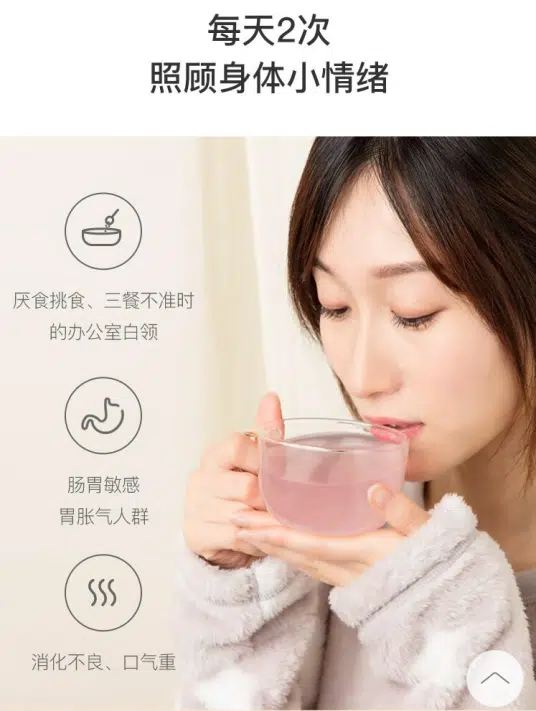 每天2次
照顾身体小情绪
厌食挑食、三餐不准时
的办公室白领
肠胃敏感
胃胀气人群
消化不良、口气重